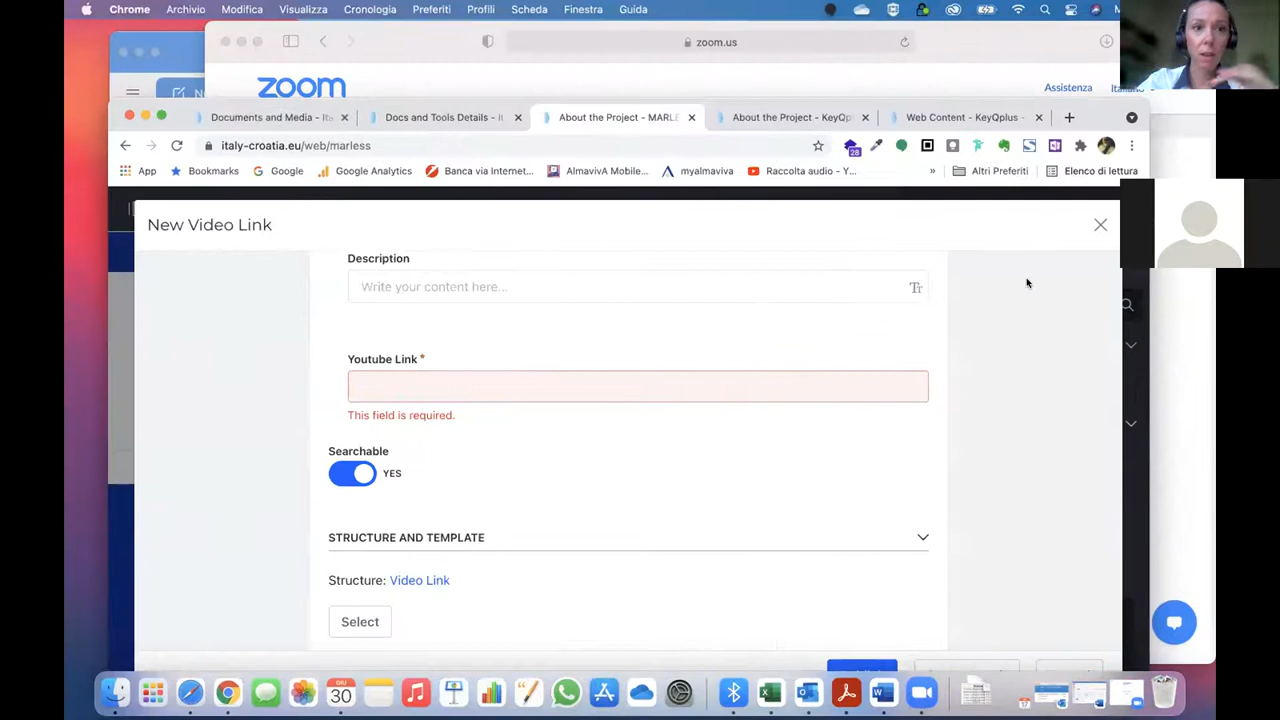 Chrome Archivio Modifica Visualizza Cronologia Preferiti Profili Scheda Finestra Guida
zoom.us
zoom
Assistenza
Documents and Media - Ita
Docs and Tools Details - It
About the Project - MARLE
About the Project - KeyQp
Web Content - KeyQplus -
italy-croatia.eu/web/marless
28
App Bookmarks Google Google Analytics Banca via Internet... AlmavivA Mobile... myalmaviva Raccolta audio - Y... » Altri Preferiti Elenco di lettura
New Video Link
Description
Write your content here...
Youtube Link *
This field is required.
Searchable
YES
STRUCTURE AND TEMPLATE
Structure: Video Link
Select
GIU
30
17